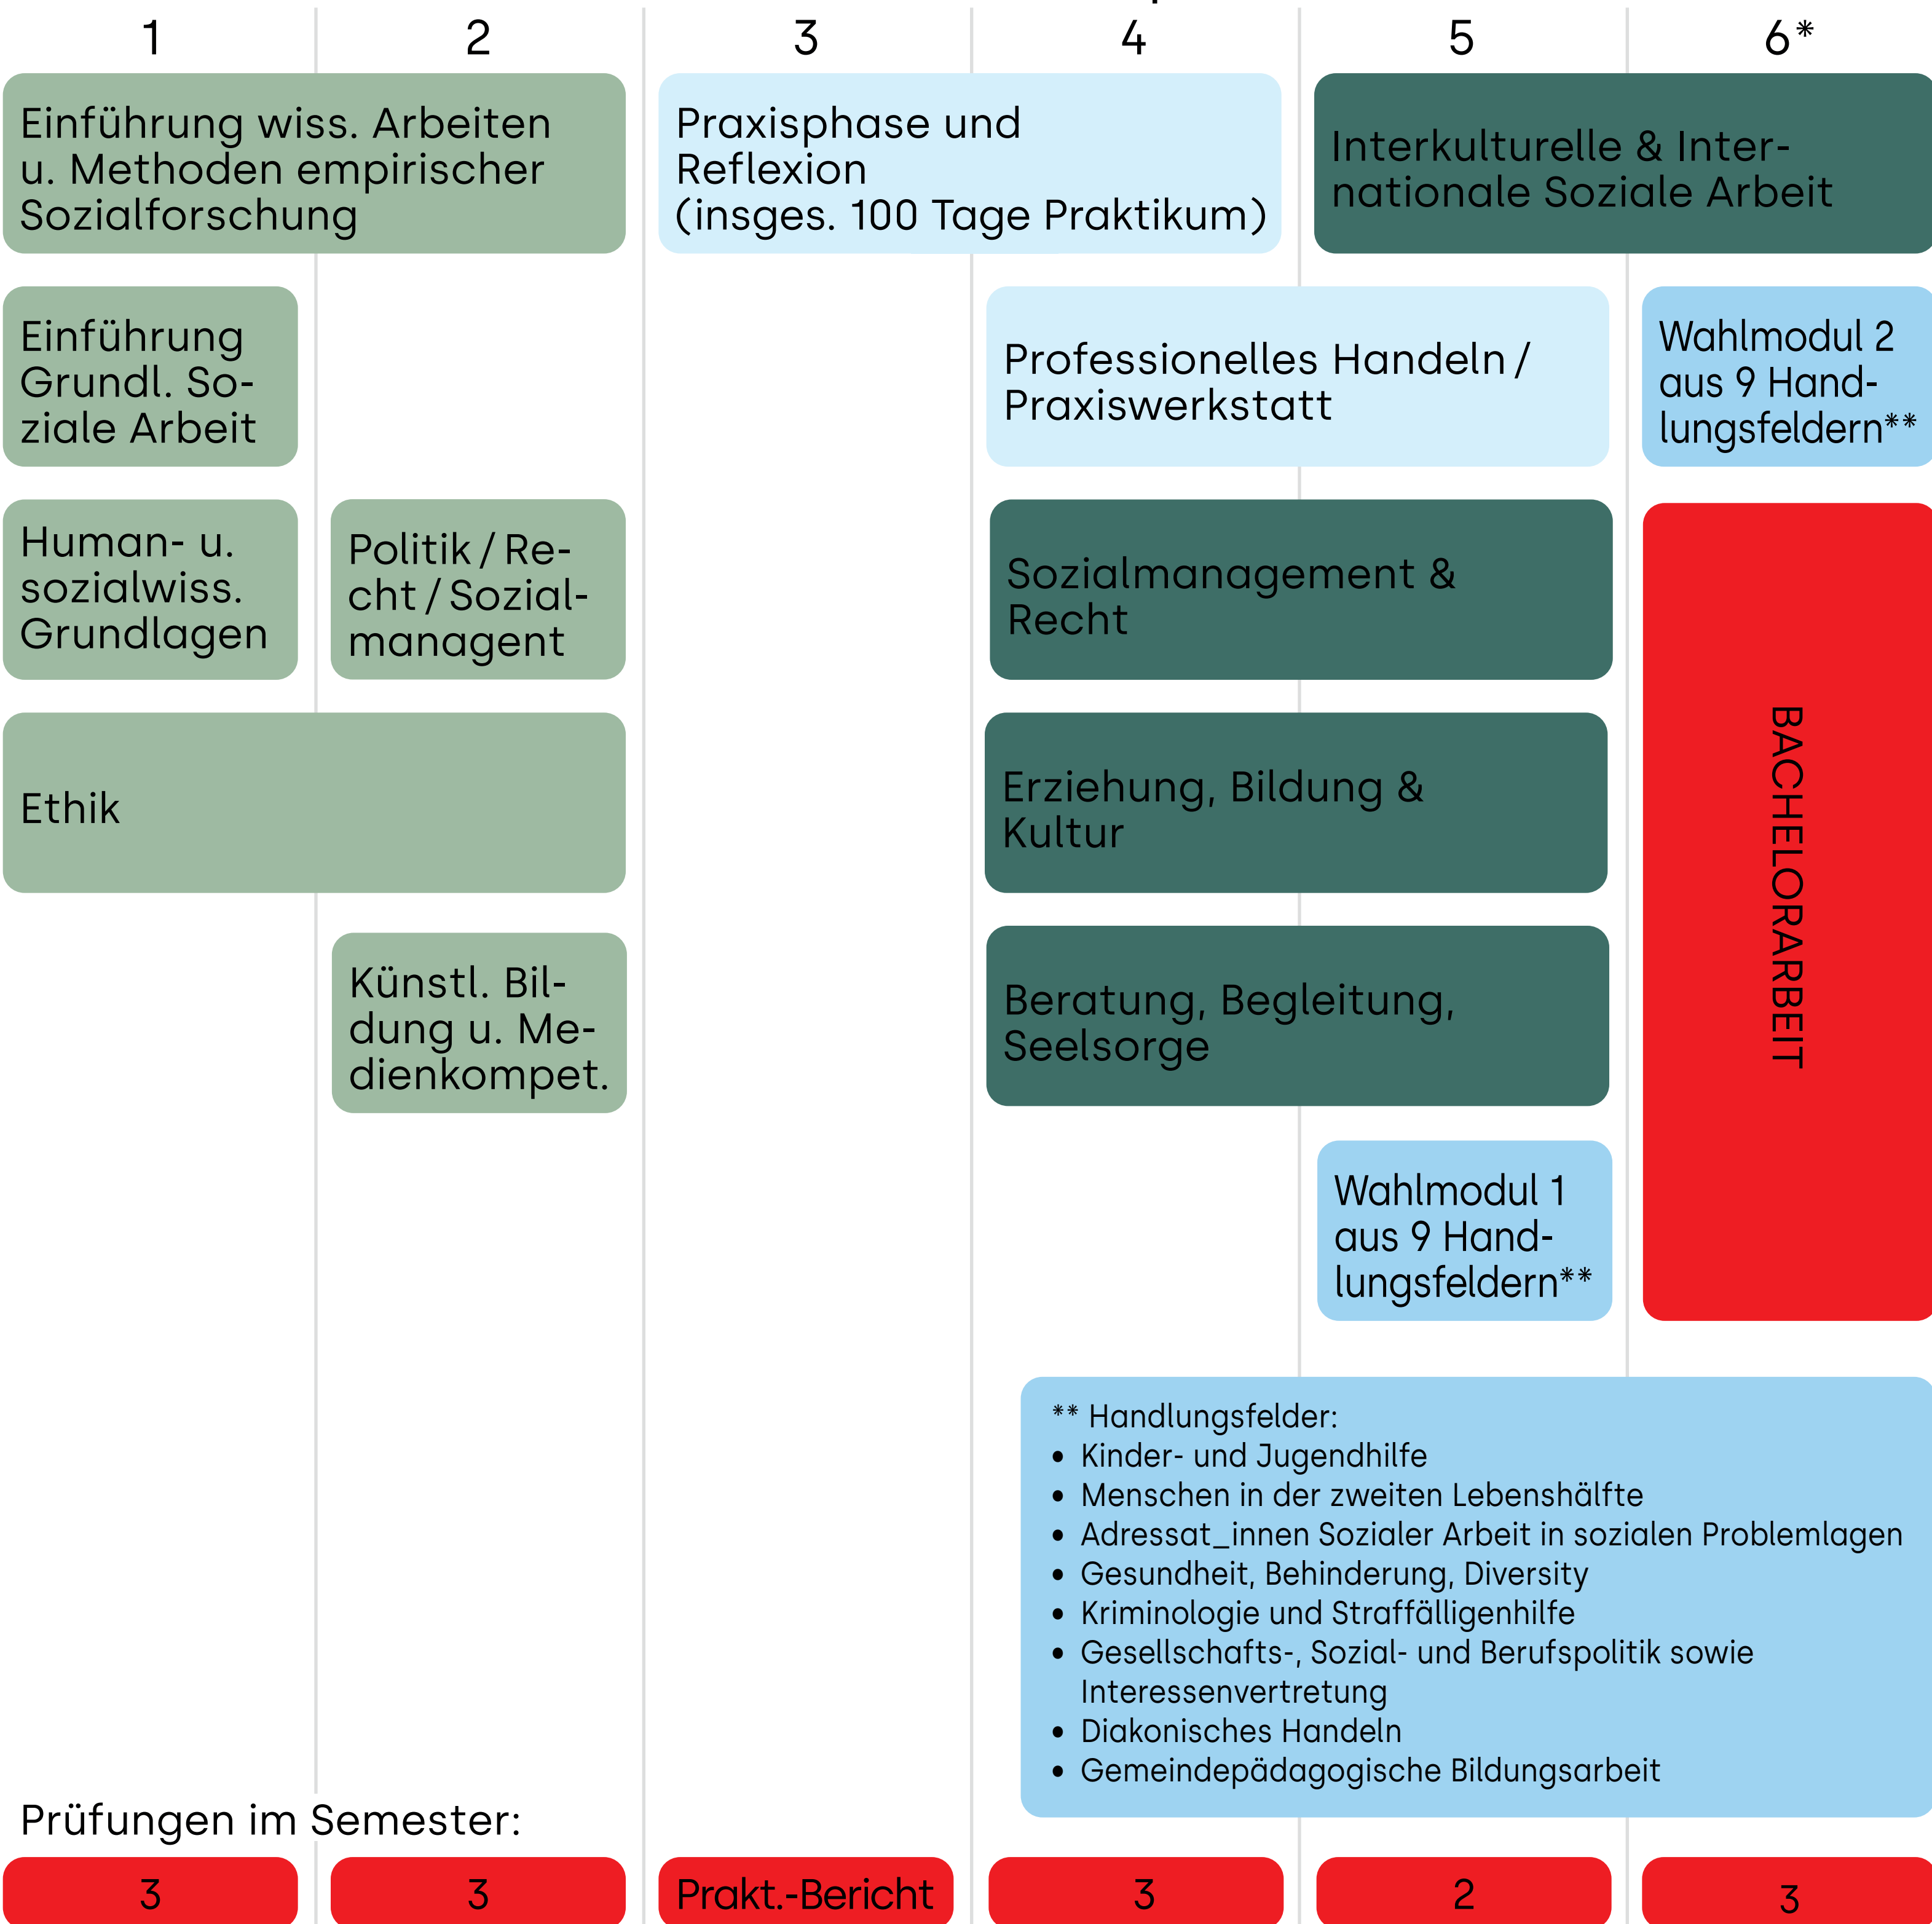 1 2 3 4 5 6*
Einführung wiss. Arbeiten
u. Methoden empirischer
Sozialforschung
Praxisphase und
Reflexion
(insges. 100 Tage Praktikum)
Interkulturelle & Inter-
nationale Soziale Arbeit
Einführung
Grundl. So-
ziale Arbeit
Professionelles Handeln /
Praxiswerkstatt
Wahlmodul 2
aus 9 Hand-
lungsfeldern**
Human- u.
sozialwiss.
Grundlagen
Politik / Re-
cht / Sozial-
managent
Sozialmanagement &
Recht
BACHELORARBEIT
Ethik
Erziehung, Bildung &
Kultur
Künstl. Bil-
dung u. Me-
dienkompet.
Beratung, Begleitung,
Seelsorge
Wahlmodul 1
aus 9 Hand-
lungsfeldern**
** Handlungsfelder:
• Kinder- und Jugendhilfe
• Menschen in der zweiten Lebenshälfte
• Adressat_innen Sozialer Arbeit in sozialen Problemlagen
• Gesundheit, Behinderung, Diversity
• Kriminologie und Straffälligenhilfe
• Gesellschafts-, Sozial- und Berufspolitik sowie
Interessenvertretung
• Diakonisches Handeln
• Gemeindepädagogische Bildungsarbeit
Prüfungen im Semester:
3 3 Prakt.-Bericht 3 2 3